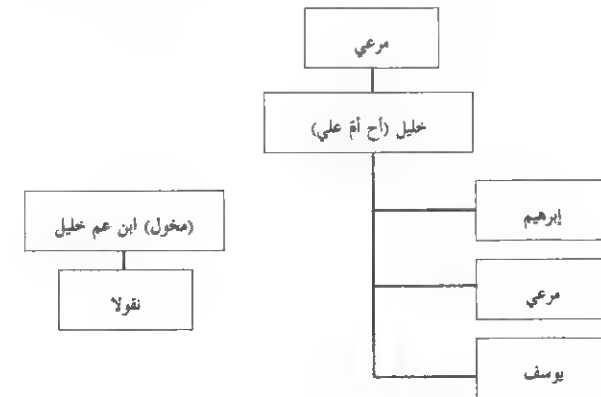 مرعي
خليل (أخ أمّ علي)
(مخول) ابن عم خليل
نقولا
إبرهيم
مرعي
يوسف